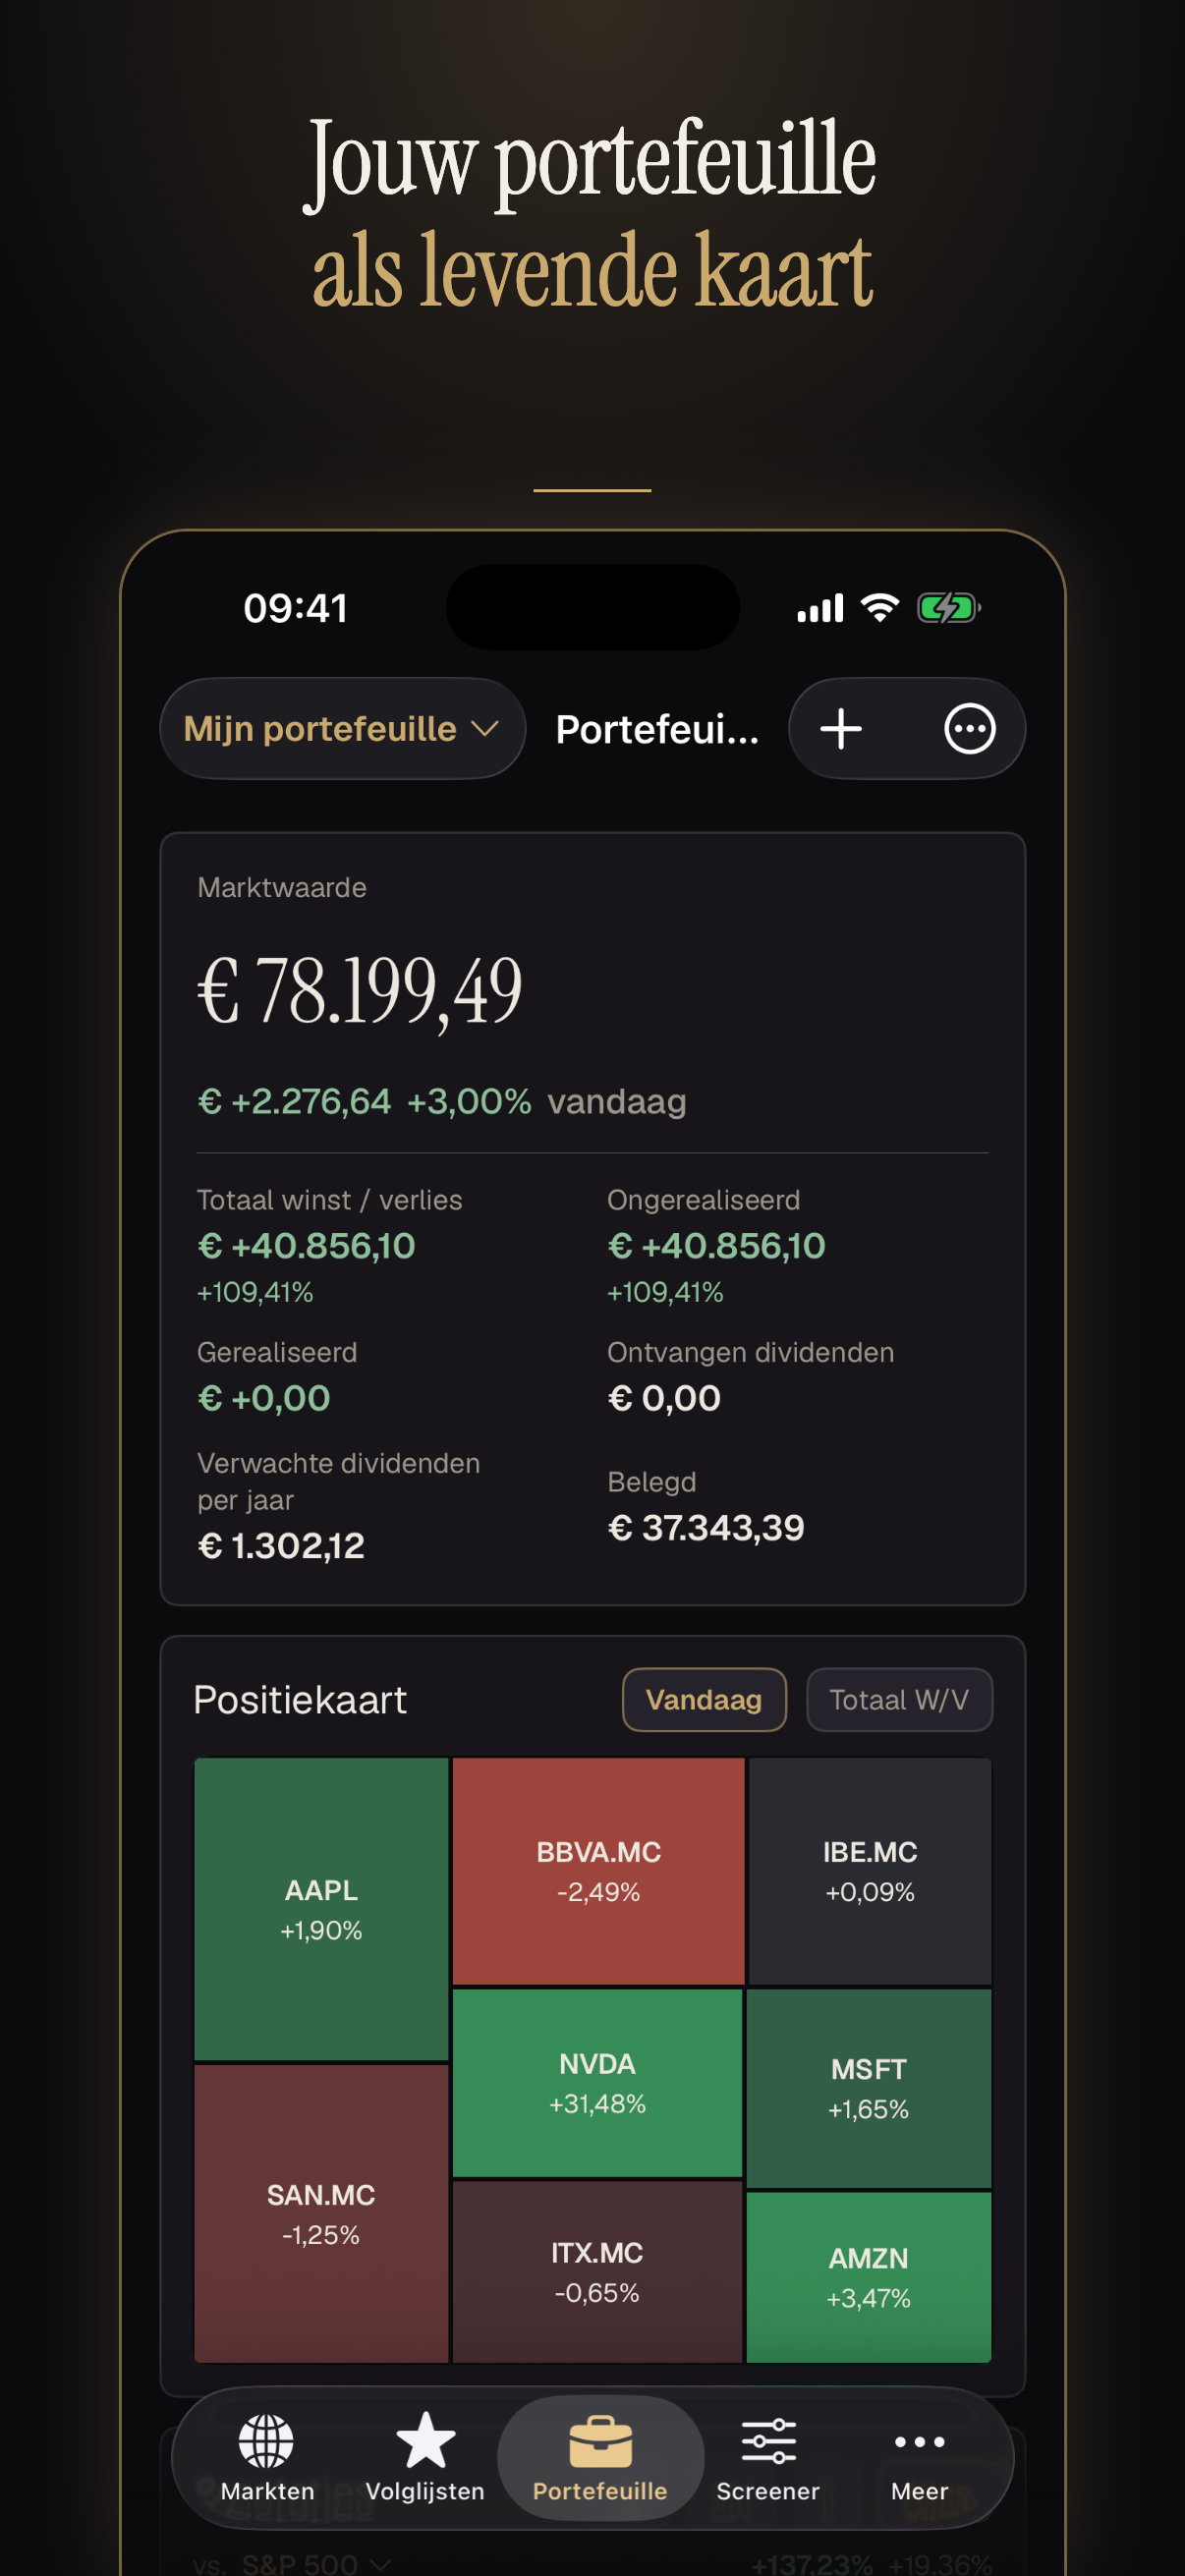 Jouw portefeuille
als levende kaart
09:41
Mijn portefeuille
Portefeui...
Marktwaarde
€ 78.199,49
€ +2.276,64 +3,00% vandaag
Totaal winst / verlies
€ +40.856,10
+109,41%
Ongerealiseerd
€ +40.856,10
+109,41%
Gerealiseerd
€ +0,00
Ontvangen dividenden
€ 0,00
Verwachte dividenden
per jaar
€ 1.302,12
Belegd
€ 37.343,39
Positiekaart
Vandaag
Totaal W/V
AAPL
+1,90%
BBVA.MC
-2,49%
IBE.MC
+0,09%
NVDA
+31,48%
MSFT
+1,65%
SAN.MC
-1,25%
ITX.MC
-0,65%
AMZN
+3,47%
Markten
Volglijsten
Portefeuille
Screener
Meer
vs. S&P 500
+137,23% +19,36%